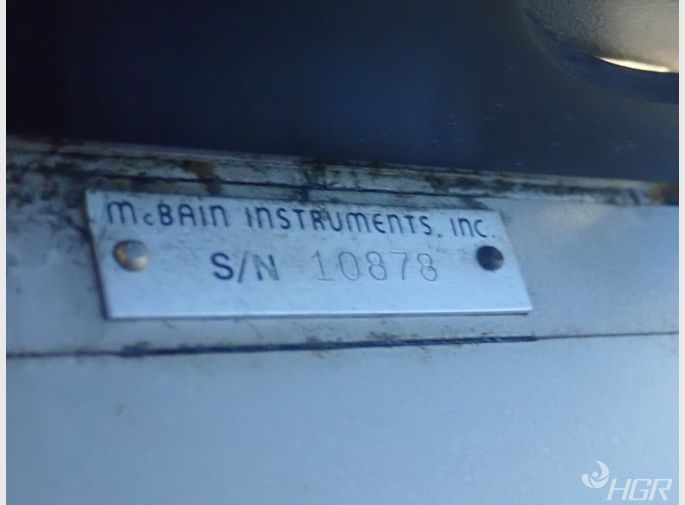 McBAIN INSTRUMENTS, INC.
S/N 10878
HGR